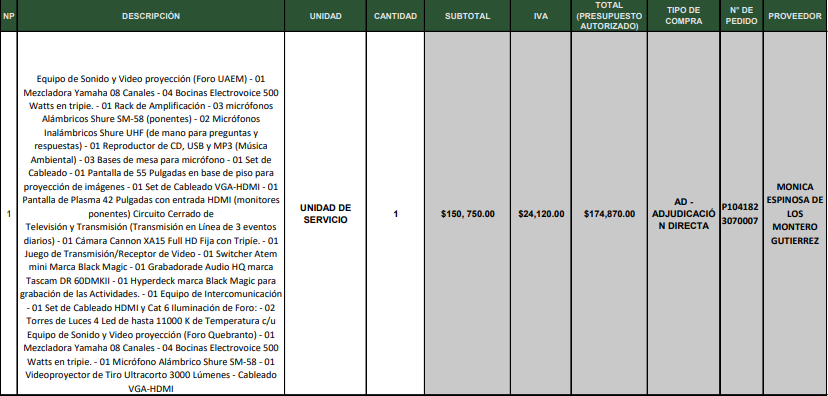 NP
DESCRIPCIÓN
UNIDAD
CANTIDAD
SUBTOTAL
IVA
TOTAL
(PRESUPUESTO
AUTORIZADO)
TIPO DE
COMPRA
N° DE
PEDIDO
PROVEEDOR
1
Equipo de Sonido y Video proyección (Foro UAEM) - 01
Mezcladora Yamaha 08 Canales - 04 Bocinas Electrovoice 500
Watts en tripie. - 01 Rack de Amplificación - 03 micrófonos
Alámbricos Shure SM-58 (ponentes) - 02 Micrófonos
Inalámbricos Shure UHF (de mano para preguntas y
respuestas) - 01 Reproductor de CD, USB y MP3 (Música
Ambiental) - 03 Bases de mesa para micrófono - 01 Set de
Cableado - 01 Pantalla de 55 Pulgadas en base de piso para
proyección de imágenes - 01 Set de Cableado VGA-HDMI - 01
Pantalla de Plasma 42 Pulgadas con entrada HDMI (monitores
ponentes) Circuito Cerrado de
Televisión y Transmisión (Transmisión en Línea de 3 eventos
diarios) - 01 Cámara Cannon XA15 Full HD Fija con Tripíe. - 01
Juego de Transmisión/Receptor de Video - 01 Switcher Atem
mini Marca Black Magic - 01 Grabadorade Audio HQ marca
Tascam DR 60DMKII - 01 Hyperdeck marca Black Magic para
grabación de las Actividades. - 01 Equipo de Intercomunicación
- 01 Set de Cableado HDMI y Cat 6 Iluminación de Foro: - 02
Torres de Luces 4 Led de hasta 11000 K de Temperatura c/u
Equipo de Sonido y Video proyección (Foro Quebranto) - 01
Mezcladora Yamaha 08 Canales - 04 Bocinas Electrovoice 500
Watts en tripie. - 01 Micrófono Alámbrico Shure SM-58 - 01
Videoproyector de Tiro Ultracorto 3000 Lúmenes - Cableado
VGA-HDMI
UNIDAD DE
SERVICIO
1
$150, 750.00
$24,120.00
$174,870.00
AD -
ADJUDICACIÓ
N DIRECTA
P104182
3070007
MONICA
ESPINOSA DE
LOS
MONTERO
GUTIERREZ